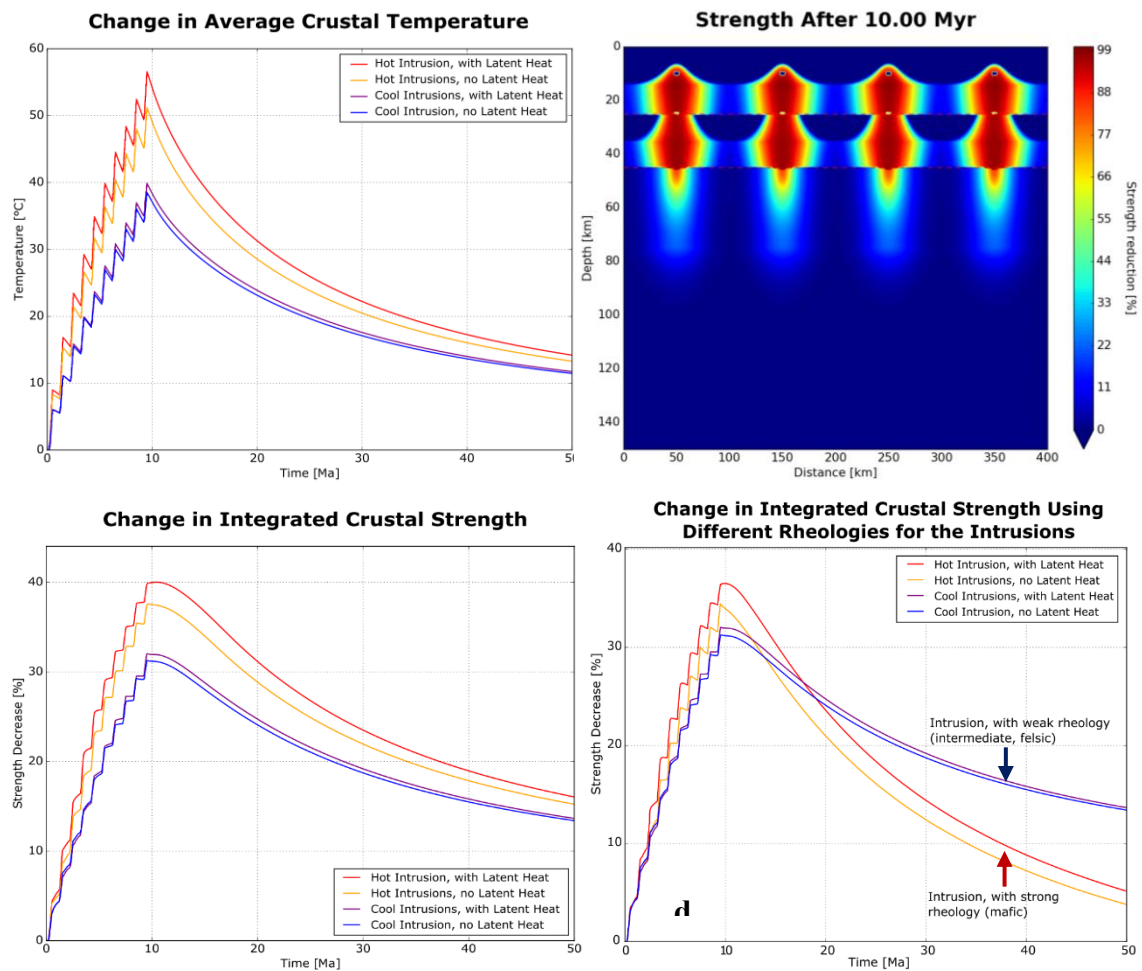 Change in Average Crustal Temperature
60
50
40
30
20
10
0
Temperature [°C]
Hot Intrusion, with Latent Heat
Hot Intrusions, no Latent Heat
Cool Intrusions, with Latent Heat
Cool Intrusion, no Latent Heat
0 10 20 30 40 50
Time [Ma]
Strength After 10.00 Myr
0
20
40
60
80
100
120
140
Depth [km]
0 50 100 150 200 250 300 350 400
Distance [km]
99
88
77
66
55
44
33
22
11
0
Strength reduction [%]
Change in Integrated Crustal Strength
40
30
20
10
0
Strength Decrease [%]
Hot Intrusion, with Latent Heat
Hot Intrusions, no Latent Heat
Cool Intrusions, with Latent Heat
Cool Intrusion, no Latent Heat
0 10 20 30 40 50
Time [Ma]
Change in Integrated Crustal Strength Using
Different Rheologies for the Intrusions
40
30
20
10
0
Strength Decrease [%]
Hot Intrusion, with Latent Heat
Hot Intrusions, no Latent Heat
Cool Intrusions, with Latent Heat
Cool Intrusion, no Latent Heat
Intrusion, with weak rheology
(intermediate, felsic)
Intrusion, with strong
rheology (mafic)
d
0 10 20 30 40 50
Time [Ma]